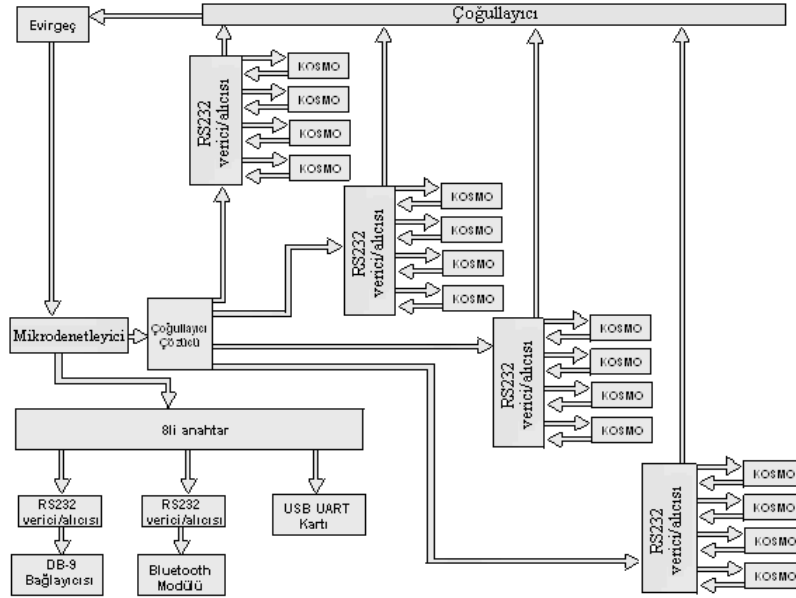 Çoğullayıcı
Evirgeç
RS232
verici/alıcısı
KOSMO
KOSMO
KOSMO
KOSMO
RS232
verici/alıcısı
KOSMO
KOSMO
KOSMO
KOSMO
Mikrodenetleyici
Çoğullayıcı
Çözücü
RS232
verici/alıcısı
KOSMO
KOSMO
KOSMO
KOSMO
8li anahtar
RS232
verici/alıcısı
RS232
verici/alıcısı
USB UART
Kartı
DB-9
Bağlayıcısı
Bluetooth
Modülü
RS232
verici/alıcısı
KOSMO
KOSMO
KOSMO
KOSMO